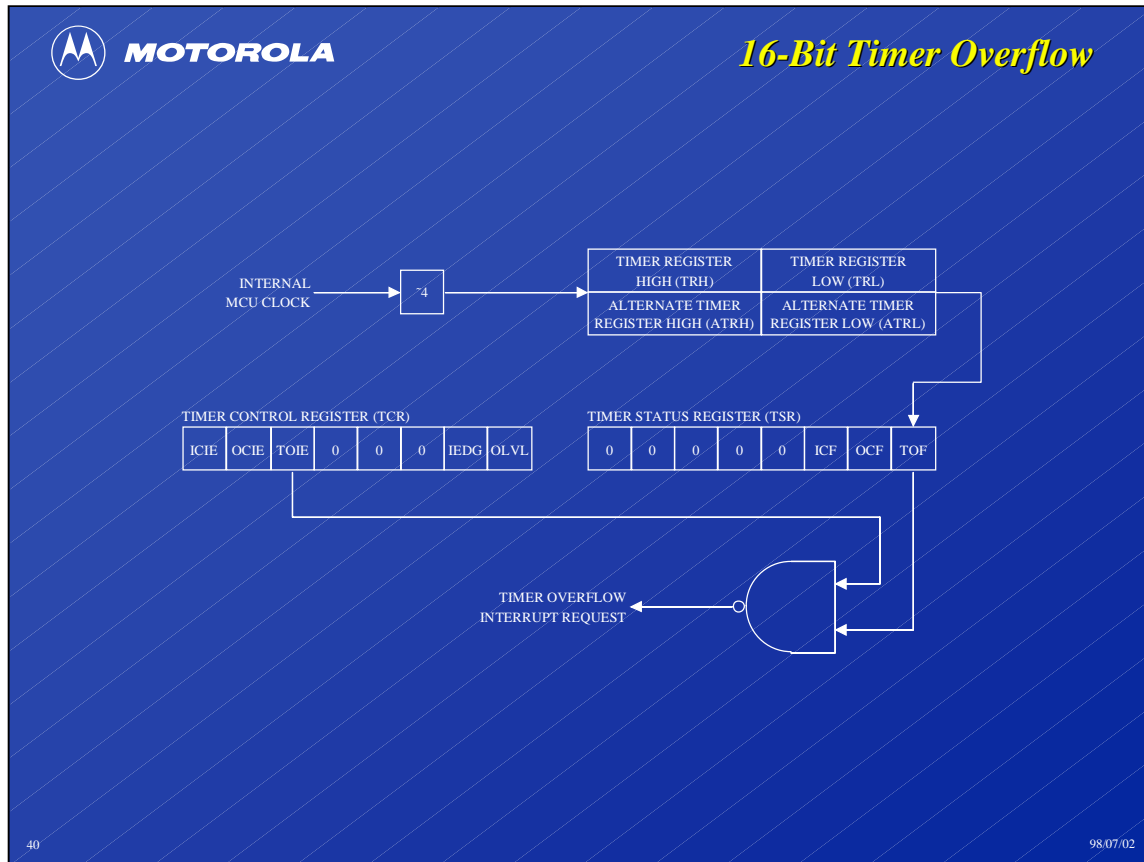 MOTOROLA
16-Bit Timer Overflow
INTERNAL
MCU CLOCK
~4
TIMER REGISTER
HIGH (TRH)
TIMER REGISTER
LOW (TRL)
ALTERNATE TIMER
REGISTER HIGH (ATRH)
ALTERNATE TIMER
REGISTER LOW (ATRL)
TIMER CONTROL REGISTER (TCR)
ICIE OCIE TOIE 0 0 0 IEDG OLVL
TIMER STATUS REGISTER (TSR)
0 0 0 0 0 ICF OCF TOF
TIMER OVERFLOW
INTERRUPT REQUEST
40
98/07/02